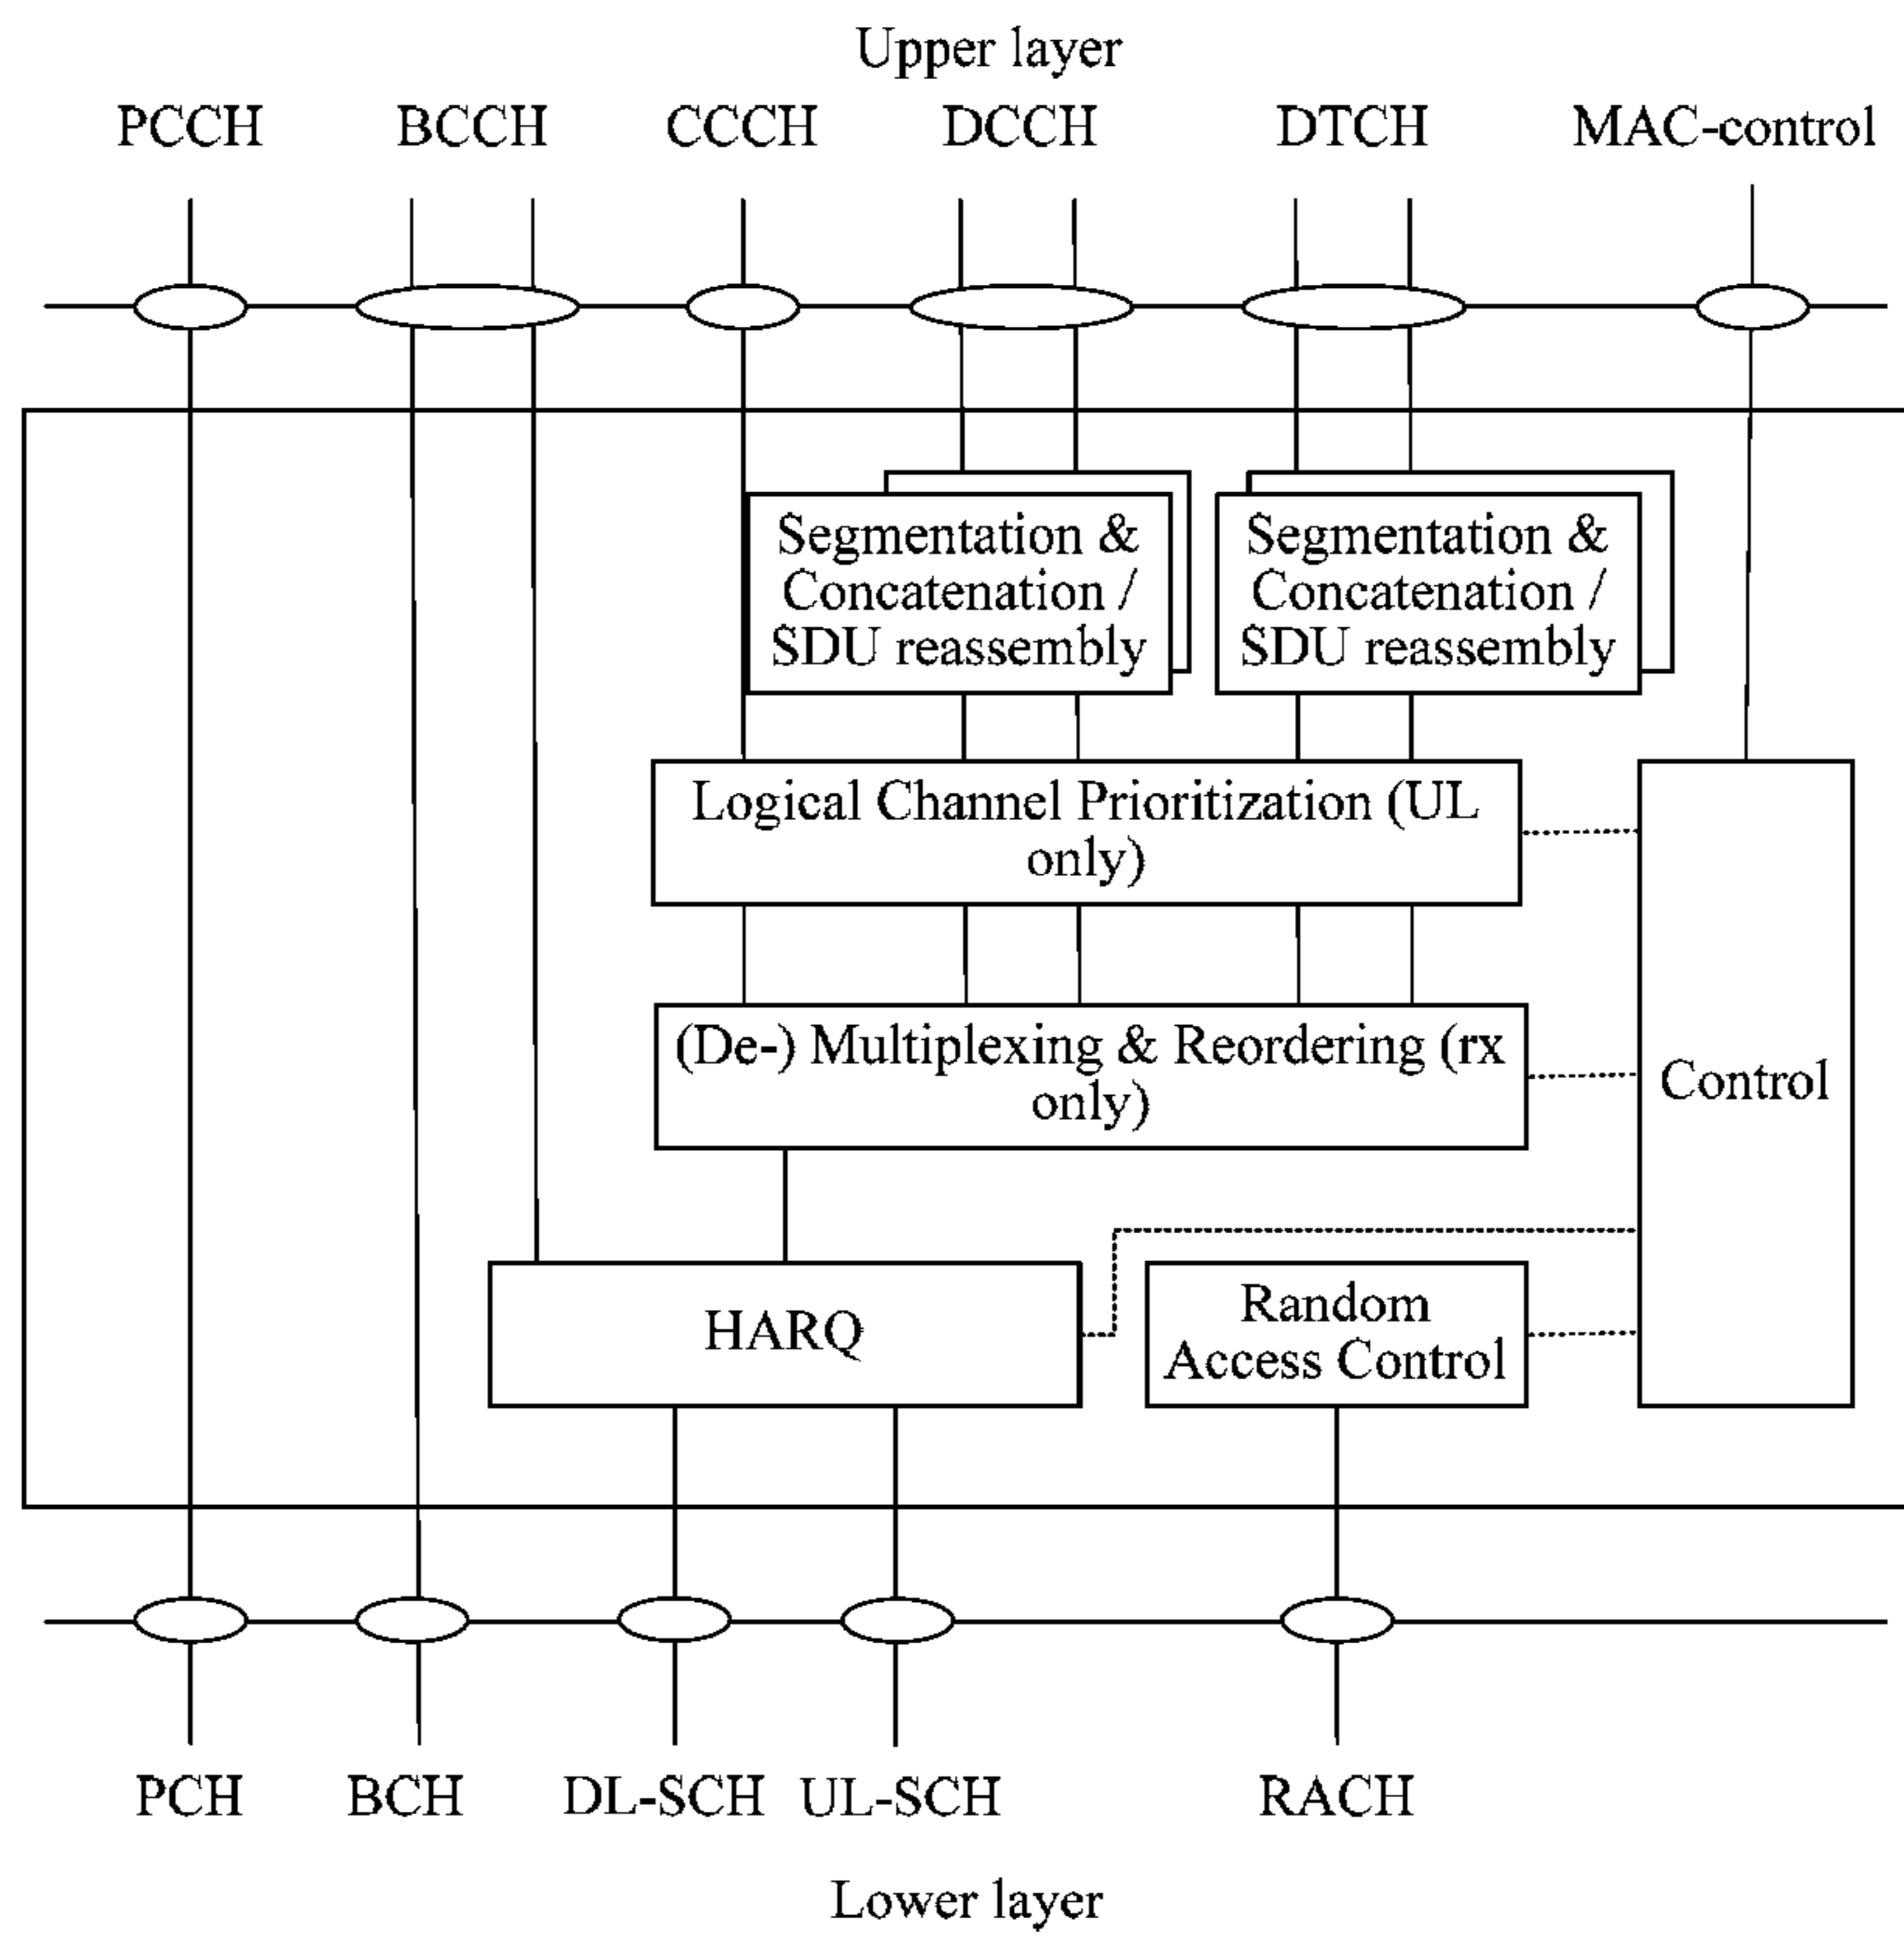 Upper layer
PCCH BCCH CCCH DCCH DTCH MAC-control
Segmentation &
Concatenation /
SDU reassembly
Segmentation &
Concatenation /
SDU reassembly
Logical Channel Prioritization (UL
only)
(De-) Multiplexing & Reordering (rx
only)
Control
HARQ
Random
Access Control
PCH BCH DL-SCH UL-SCH RACH
Lower layer